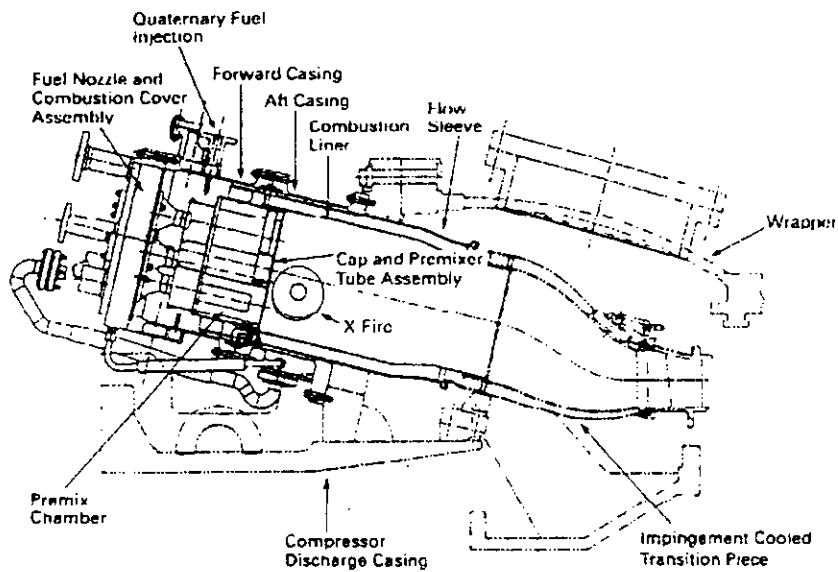 Quaternary Fuel
Injection
Fuel Nozzle and
Combustion Cover
Assembly
Forward Casing
Aft Casing
Combustion
Liner
Flow
Sleeve
Wrapper
Cap and Premixer
Tube Assembly
X Fire
Premix
Chamber
Compressor
Discharge Casing
Impingement Cooled
Transition Piece